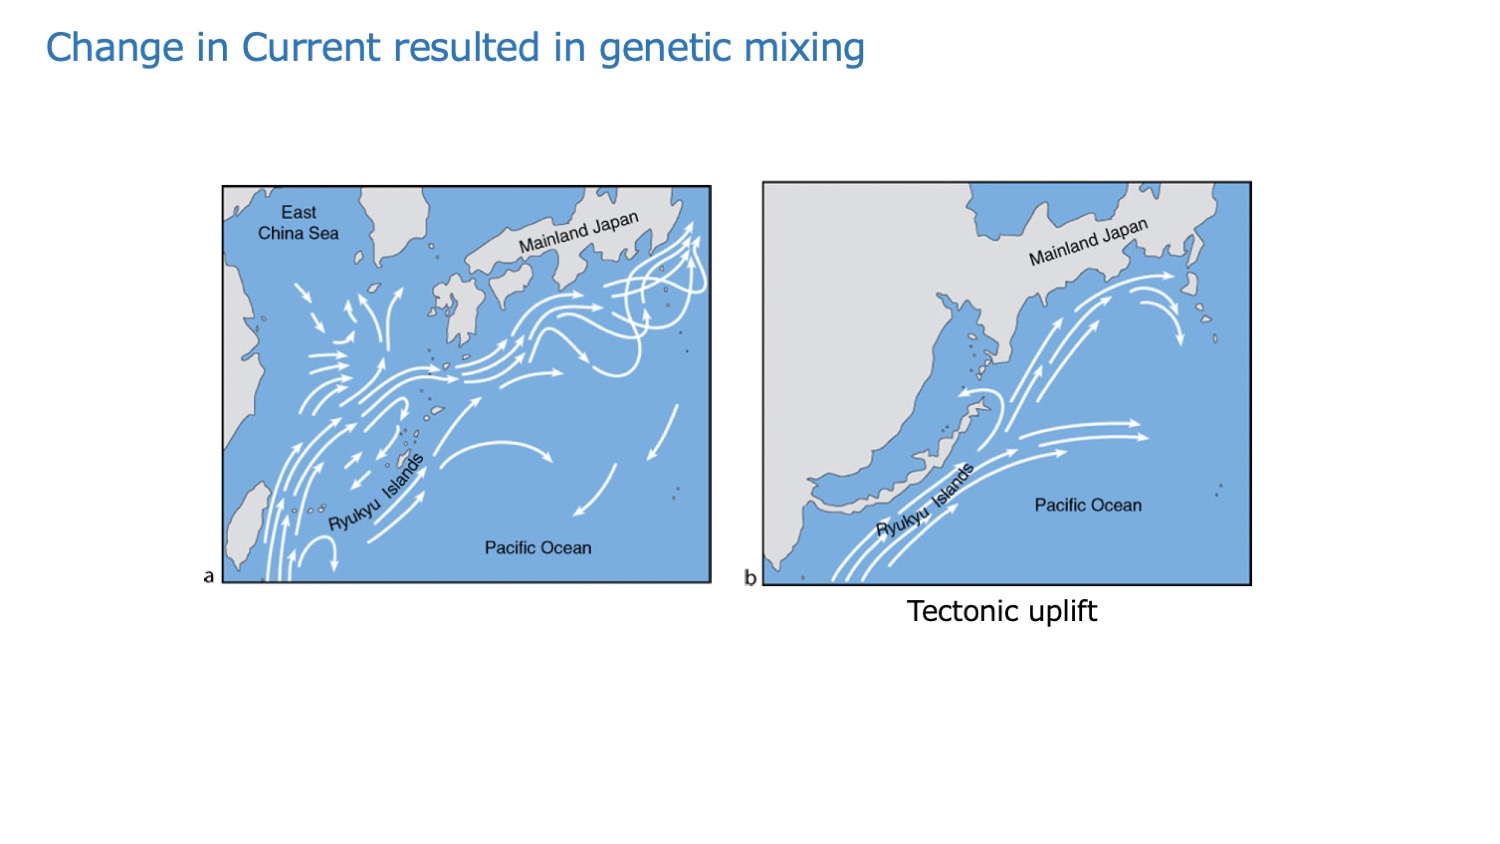 Change in Current resulted in genetic mixing
East
China Sea
Mainland Japan
Ryukyu Islands
Pacific Ocean
a
Mainland Japan
Ryukyu Islands
Pacific Ocean
b
Tectonic uplift